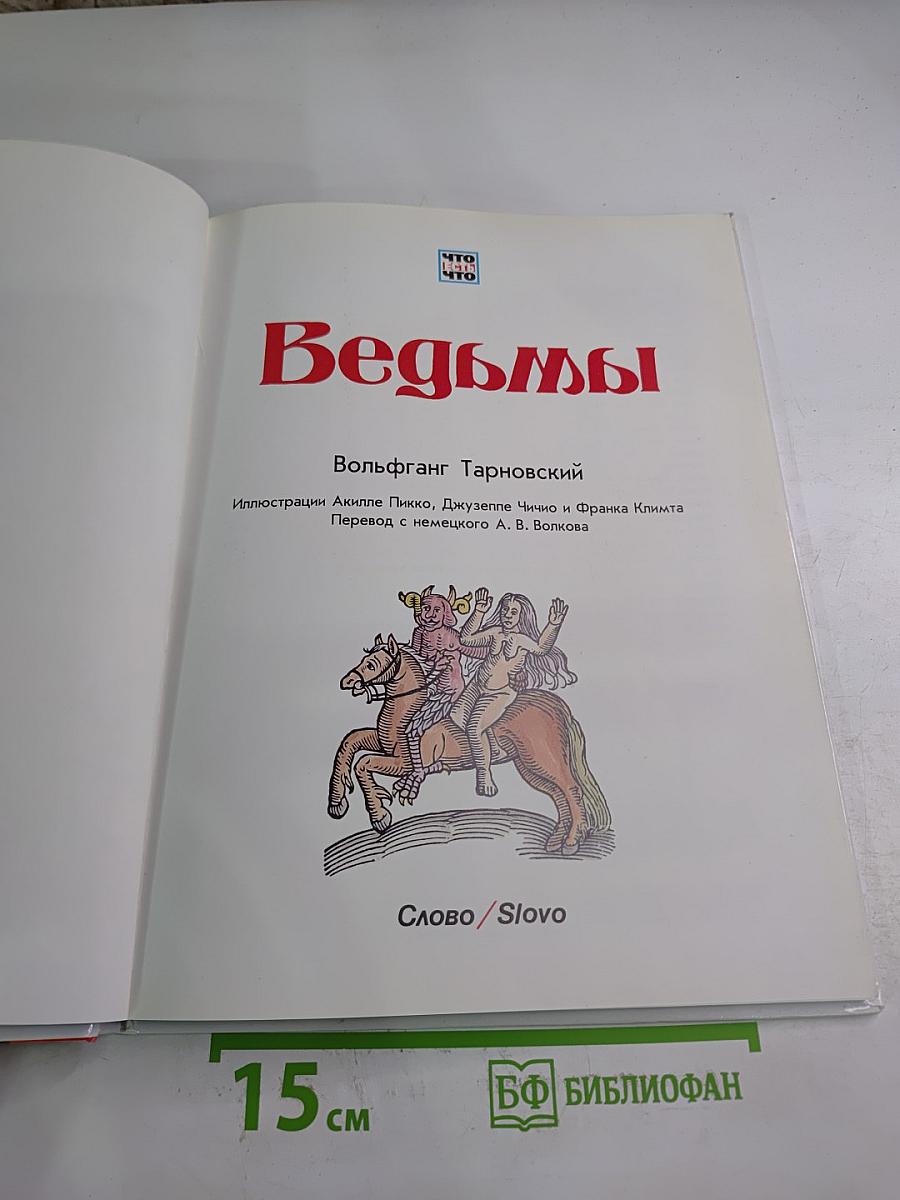 ЧТО
ЕСТЬ
ЧТО
Ведьмы
Вольфганг Тарновский
Иллюстрации Акилле Пикко, Джузеппе Чичио и Франка Климта
Перевод с немецкого А. В. Волкова
Слово / Slovo
15 см
БФ БИБЛИОФАН